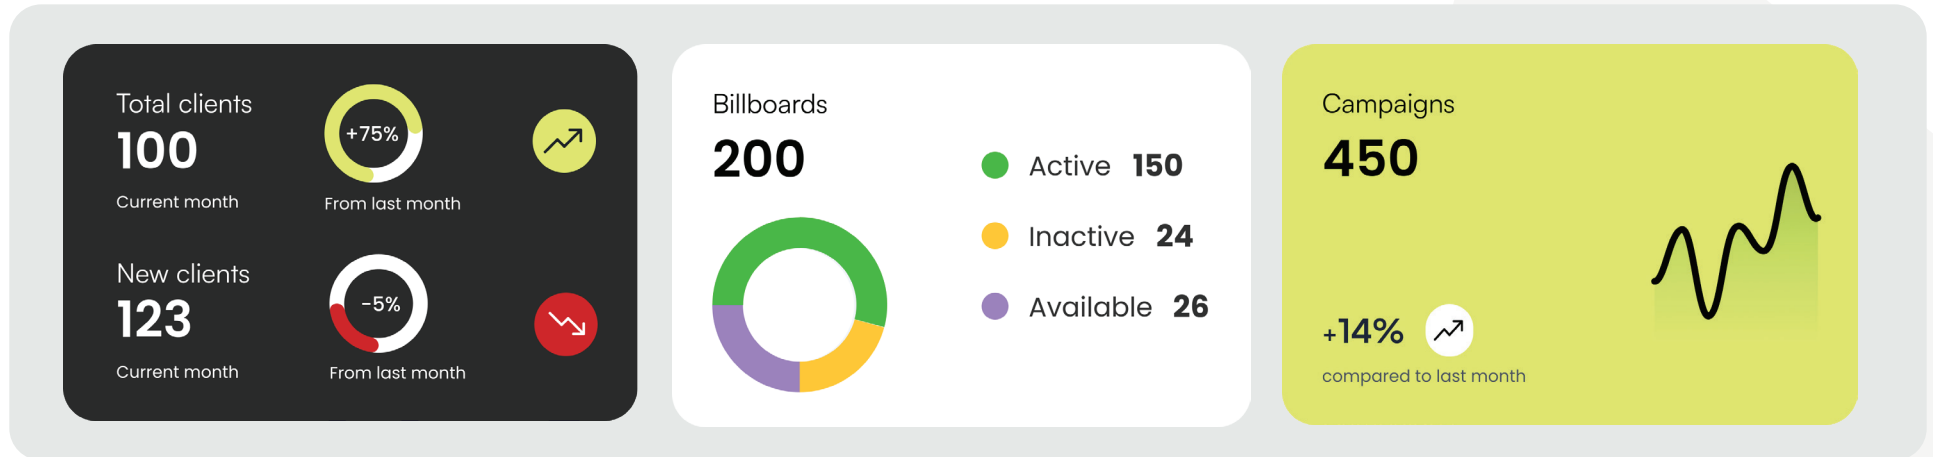 Total clients
100
Current month
+75%
From last month
New clients
123
Current month
-5%
From last month
Billboards
200
Active 150
Inactive 24
Available 26
Campaigns
450
+14%
compared to last month